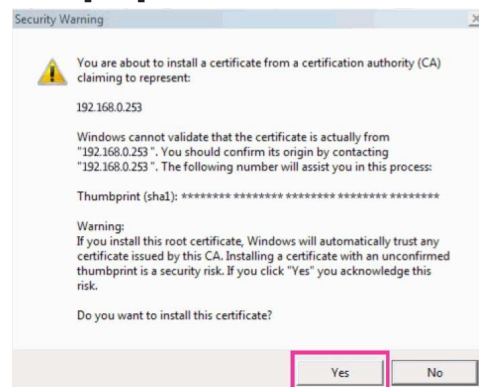 Security Warning
You are about to install a certificate from a certification authority (CA)
claiming to represent:
192.168.0.253
Windows cannot validate that the certificate is actually from
"192.168.0.253 ". You should confirm its origin by contacting
"192.168.0.253 ". The following number will assist you in this
process:
Thumbprint (sha1): ******** ******** ******** ******** ********
Warning:
If you install this root certificate, Windows will automatically trust any
certificate issued by this CA. Installing a certificate with an unconfirmed
thumbprint is a security risk. If you click "Yes" you acknowledge this
risk.
Do you want to install this certificate?
Yes No